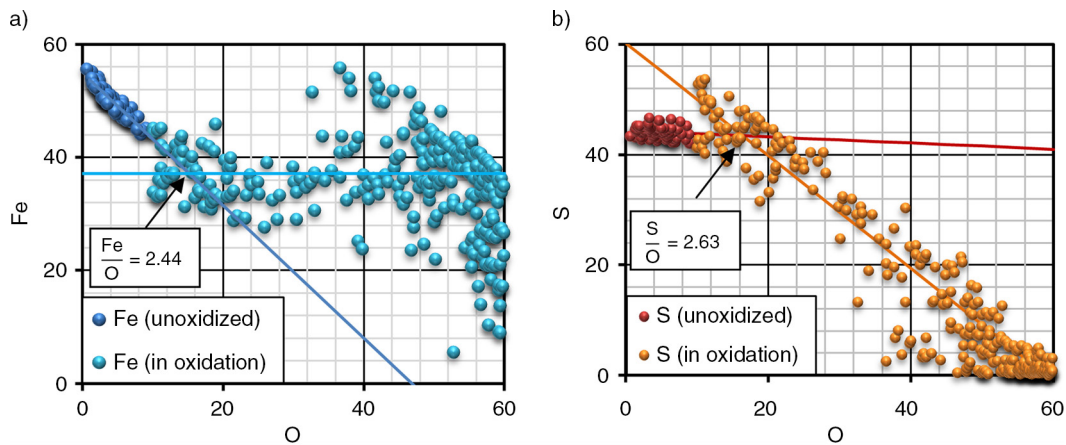 a)
60
40
20
0
Fe
Fe
O
= 2.44
Fe (unoxidized)
Fe (in oxidation)
0
20
40
60
O
b)
60
40
20
0
S
S
O
= 2.63
S (unoxidized)
S (in oxidation)
0
20
40
60
O